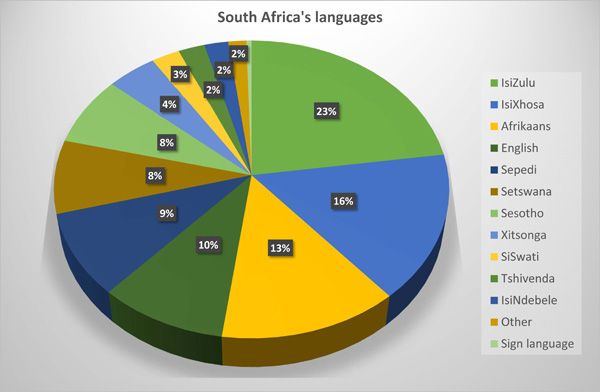 South Africa's languages
23%
16%
13%
10%
9%
8%
8%
4%
3%
2%
2%
2%
IsiZulu
IsiXhosa
Afrikaans
English
Sepedi
Setswana
Sesotho
Xitsonga
SiSwati
Tshivenda
IsiNdebele
Other
Sign language